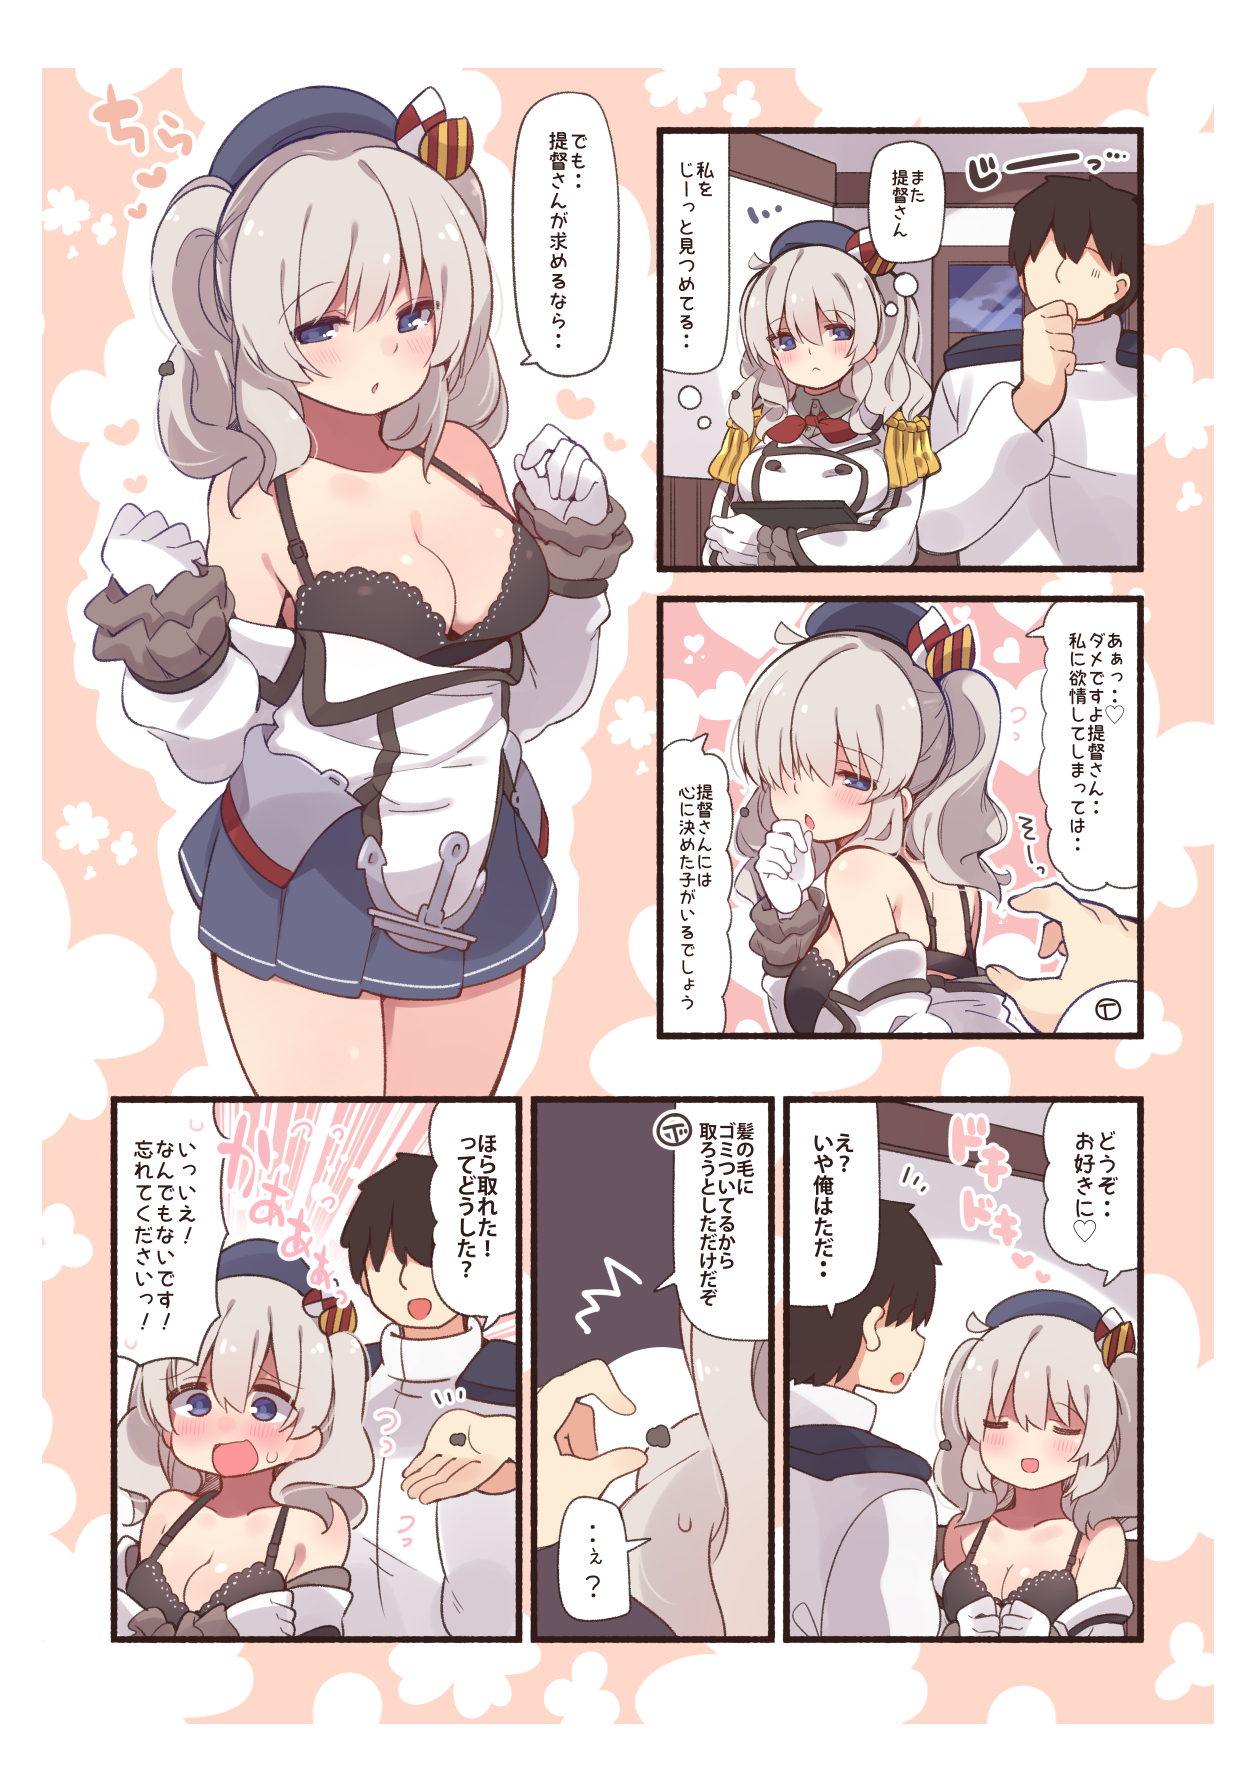 じーっ…
また
提督さん
私を
じーっと見つめてる‥
あぁっ‥♡
ダメですよ提督さん‥
私に欲情してしまっては‥
そーっ
提督さんには
心に決めた子がいるでしょう
㋢
でも‥
提督さんが求めるなら‥
ちら
どうぞ‥
お好きに♡
ドキ
ドキ
え?
いや俺はただ‥
髪の毛に
ゴミついてるから
取ろうとしただけだぞ
‥ぇ?
ほら取れた!
ってどうした?
かあぁぁぁっ
いっいえ!
なんでもないです!
忘れてくださいっ!